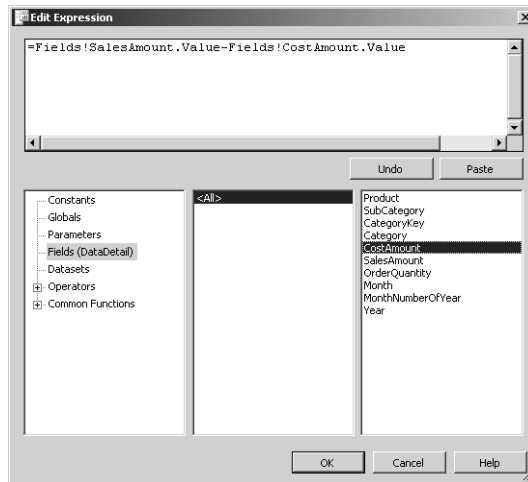 Edit Expression
=Fields!SalesAmount.Value-Fields!CostAmount.Value
Undo
Paste
Constants
Globals
Parameters
Fields (DataDetail)
Datasets
Operators
Common Functions
<All>
Product
SubCategory
CategoryKey
Category
CostAmount
SalesAmount
OrderQuantity
Month
MonthNumberOfYear
Year
OK
Cancel
Help